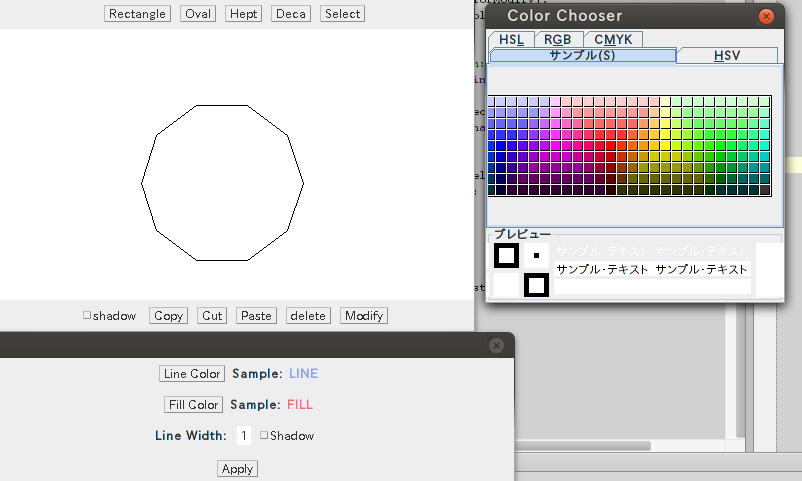 Rectangle Oval Hept Deca Select
shadow Copy Cut Paste delete Modify
Line Color Sample: LINE
Fill Color Sample: FILL
Line Width: 1 Shadow
Apply
Color Chooser
HSL RGB CMYK
サンプル(S) HSV
プレビュー
サンプル・テキスト サンプル・テキスト
サンプル・テキスト サンプル・テキスト